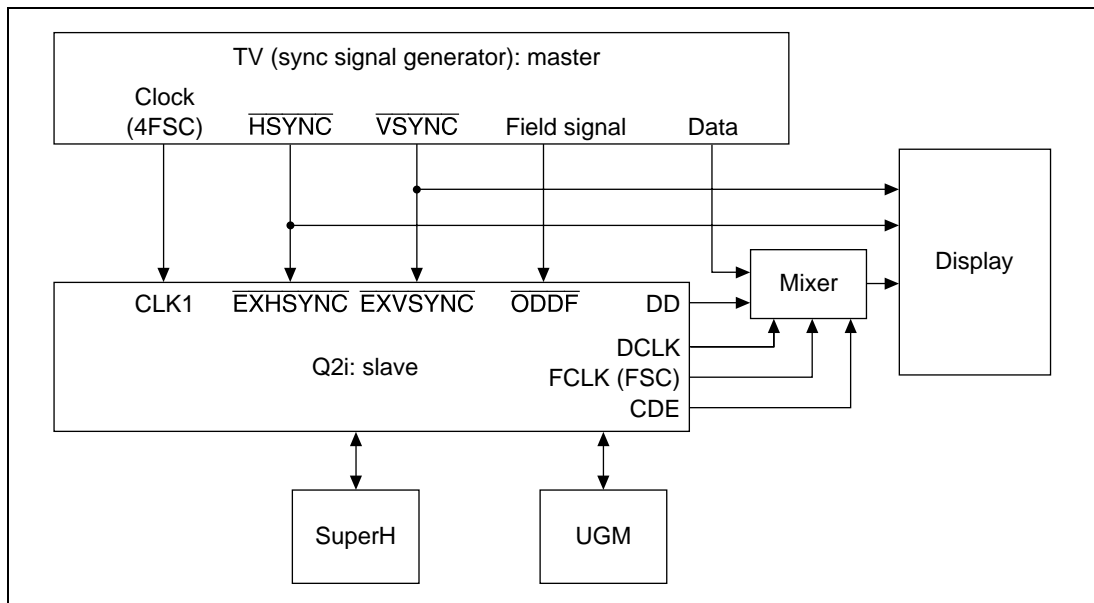 TV (sync signal generator): master
Clock
(4FSC)
HSYNC
VSYNC
Field signal
Data
Display
Mixer
CLK1
EXHSYNC
EXVSYNC
ODDF
DD
DCLK
Q2i: slave
FCLK (FSC)
CDE
SuperH
UGM